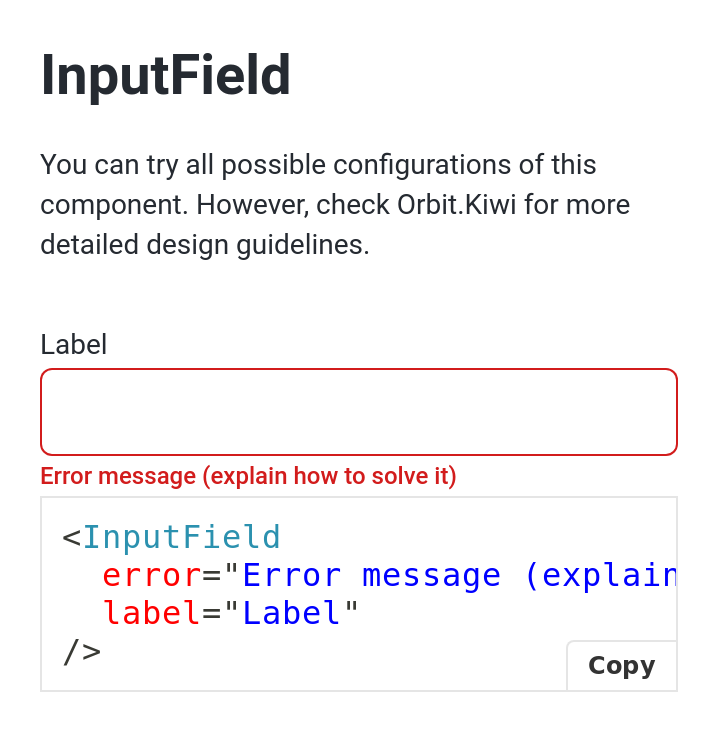 InputField
You can try all possible configurations of this
component. However, check Orbit.Kiwi for more
detailed design guidelines.
Label
Error message (explain how to solve it)
<InputField
  error="Error message (explain
  label="Label"
/>
Copy